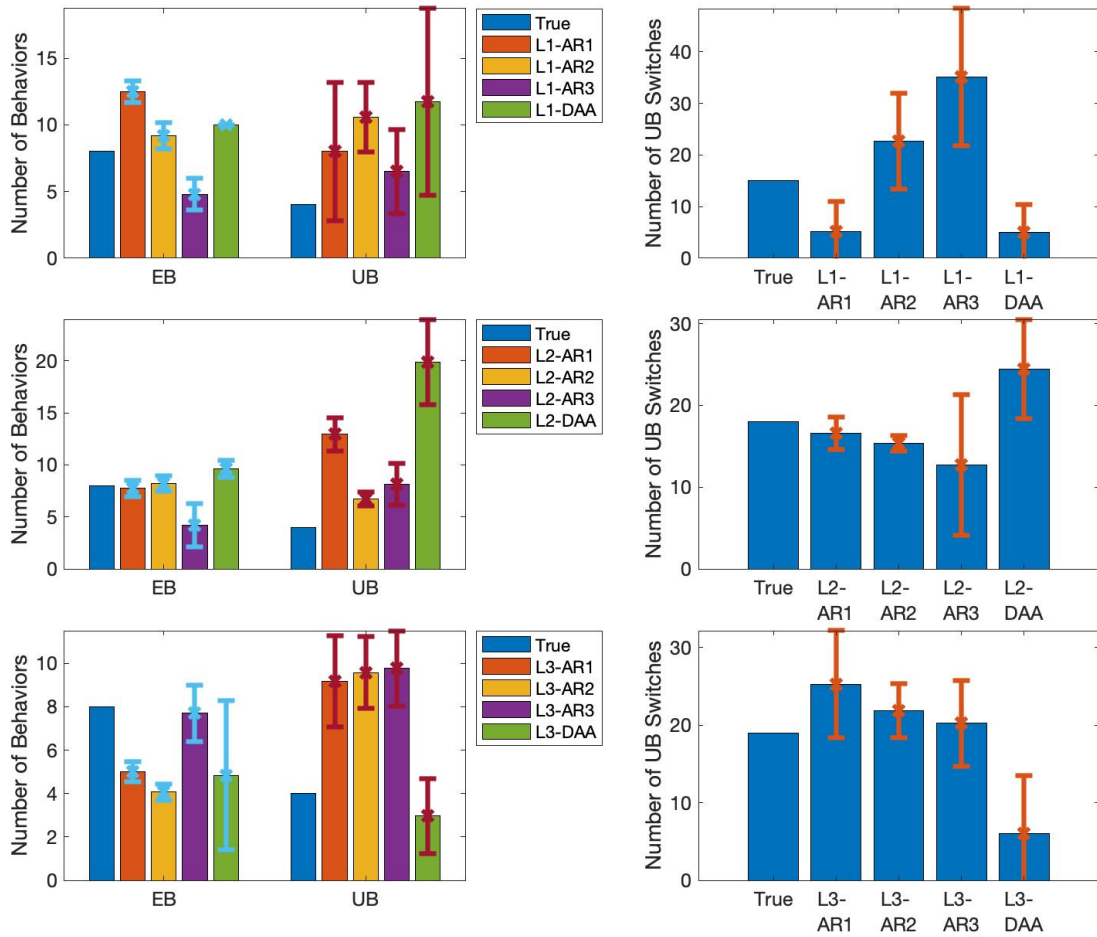 Number of Behaviors
15
10
5
0
EB
UB
True
L1-AR1
L1-AR2
L1-AR3
L1-DAA
Number of UB Switches
40
30
20
10
0
True
L1-
AR1
L1-
AR2
L1-
AR3
L1-
DAA
Number of Behaviors
20
15
10
5
0
EB
UB
True
L2-AR1
L2-AR2
L2-AR3
L2-DAA
Number of UB Switches
30
20
10
0
True
L2-
AR1
L2-
AR2
L2-
AR3
L2-
DAA
Number of Behaviors
10
8
6
4
2
0
EB
UB
True
L3-AR1
L3-AR2
L3-AR3
L3-DAA
Number of UB Switches
30
20
10
0
True
L3-
AR1
L3-
AR2
L3-
AR3
L3-
DAA